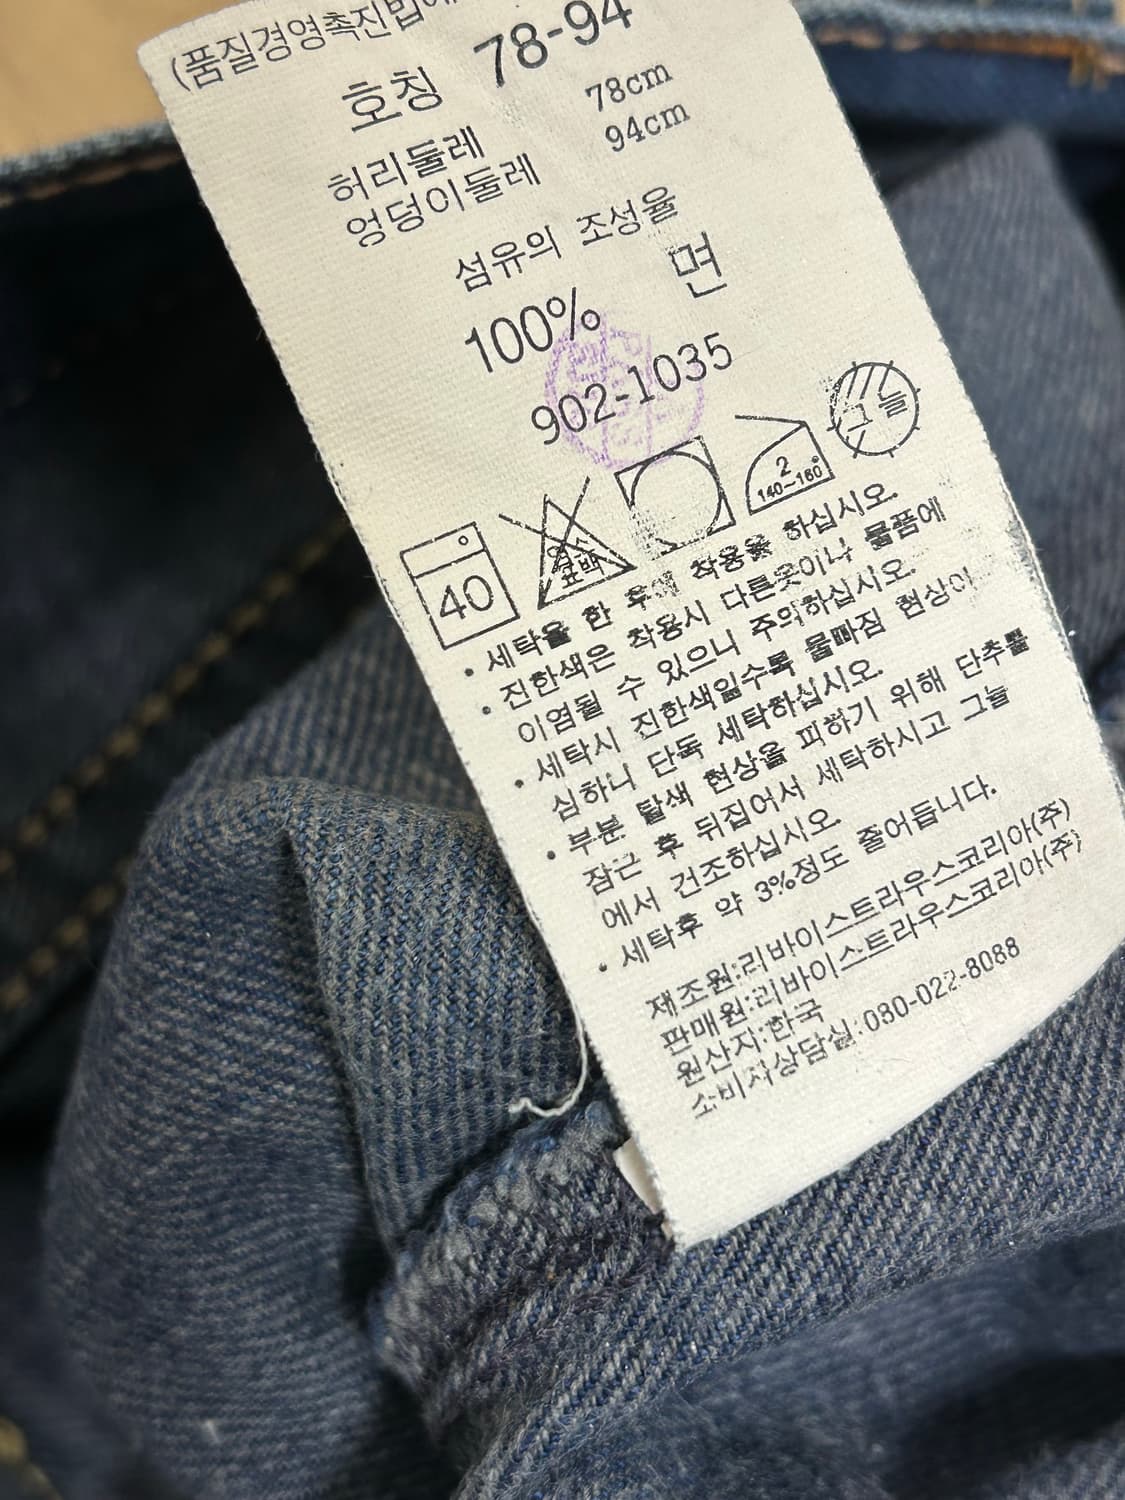 (품질경영촉진법에
호칭 78-94
허리둘레 78cm
엉덩이둘레 94cm
섬유의 조성율
100% 면
902-1035
40
염소
표백
2
140~160
그늘
· 세탁을 한 후에 착용을 하십시오.
· 진한색은 착용시 다른옷이나 물품에
이염될 수 있으니 주의하십시오.
· 세탁시 진한색일수록 물빠짐 현상이
심하니 단독 세탁하십시오.
· 부분 탈색 현상을 피하기 위해 단추를
잠근 후 뒤집어서 세탁하시고 그늘
에서 건조하십시오.
· 세탁후 약 3%정도 줄어듭니다.
제조원:리바이스트라우스코리아(주)
판매원:리바이스트라우스코리아(주)
원산지:한국
소비자상담실:080-022-8088